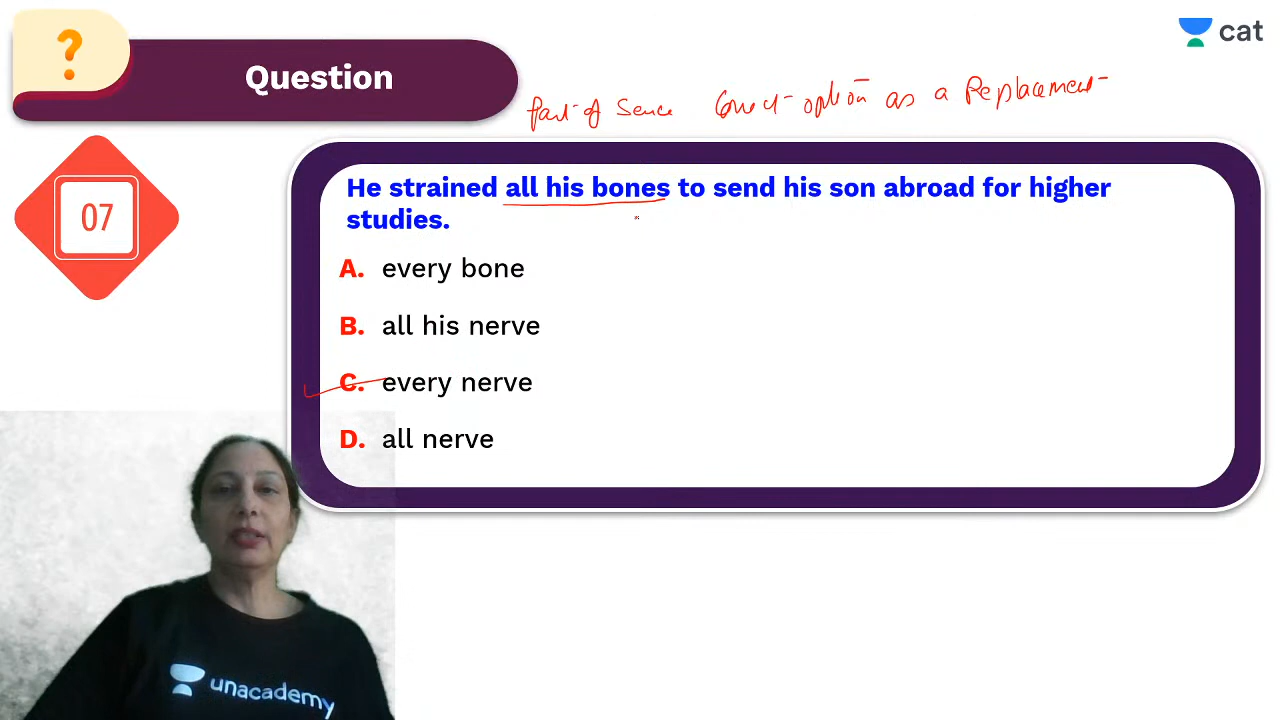 ?
Question
cat
Part of Sence Correct option as a Replacement
07
He strained all his bones to send his son abroad for higher
studies.
A. every bone
B. all his nerve
C. every nerve
D. all nerve
unacademy